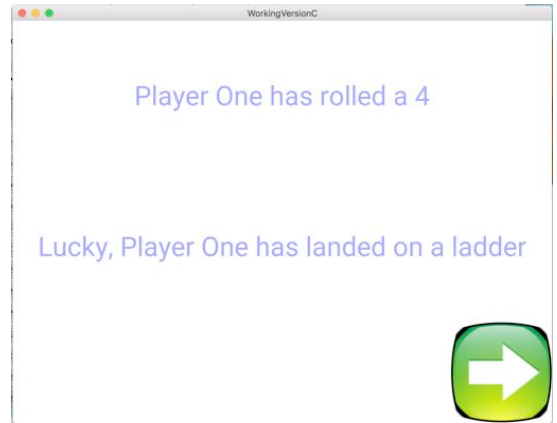 WorkingVersionC
Player One has rolled a 4
Lucky, Player One has landed on a ladder